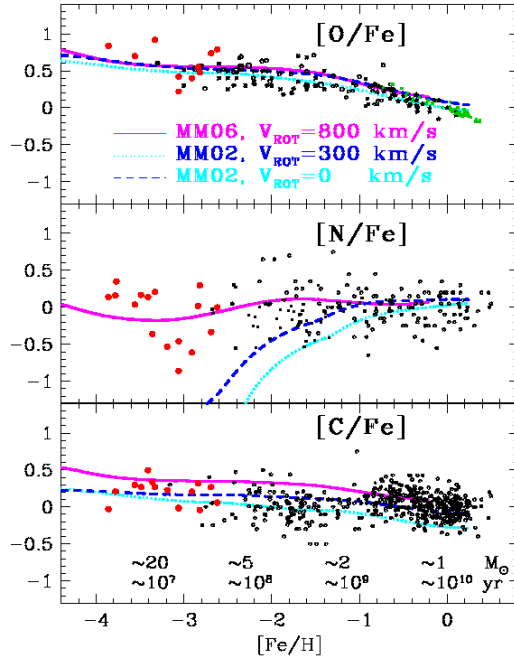 [O/Fe]
1
0.5
0
-0.5
-1
MM06, V_ROT=800 km/s
MM02, V_ROT=300 km/s
MM02, V_ROT=0 km/s
[N/Fe]
1
0.5
0
-0.5
-1
[C/Fe]
1
0.5
0
-0.5
-1
~20 ~5 ~2 ~1 M⊙
~10⁷ ~10⁸ ~10⁹ ~10¹⁰ yr
-4 -3 -2 -1 0
[Fe/H]